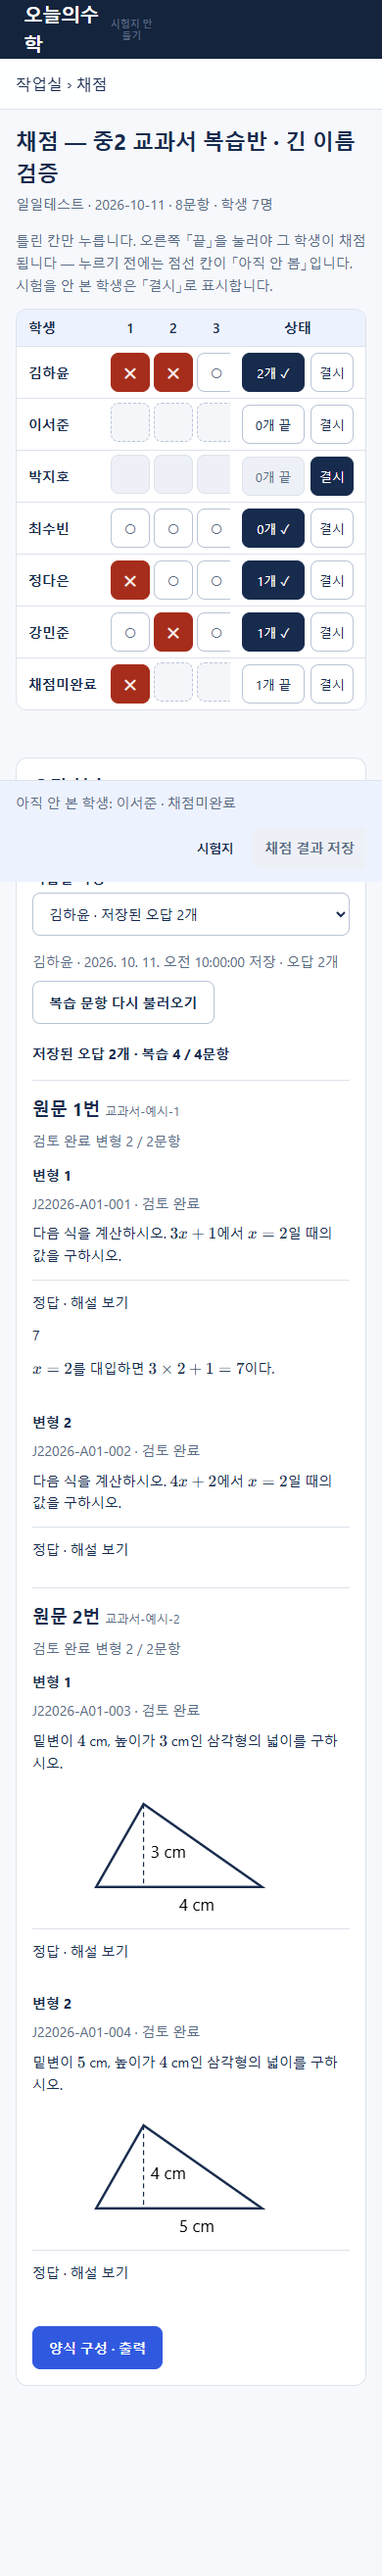 오늘의수
학
시험지 만
들기
작업실 › 채점
채점 — 중2 교과서 복습반 · 긴 이름
검증
일일테스트 · 2026-10-11 · 8문항 · 학생 7명
틀린 칸만 누릅니다. 오른쪽 「끝」을 눌러야 그 학생이 채점
됩니다 — 누르기 전에는 점선 칸이 「아직 안 봄」입니다.
시험을 안 본 학생은 「결시」로 표시합니다.
학생 1 2 3 상태
김하윤 ✕ ✕ ○ 2개 ✓ 결시
이서준 0개 끝 결시
박지호 0개 끝 결시
최수빈 ○ ○ ○ 0개 ✓ 결시
정다은 ✕ ○ ○ 1개 ✓ 결시
강민준 ○ ✕ ○ 1개 ✓ 결시
채점미완료 ✕ 1개 끝 결시
아직 안 본 학생: 이서준 · 채점미완료
시험지 채점 결과 저장
김하윤 · 저장된 오답 2개
김하윤 · 2026. 10. 11. 오전 10:00:00 저장 · 오답 2개
복습 문항 다시 불러오기
저장된 오답 2개 · 복습 4 / 4문항
원문 1번 교과서-예시-1
검토 완료 변형 2 / 2문항
변형 1
J22026-A01-001 · 검토 완료
다음 식을 계산하시오. 3x + 1에서 x = 2일 때의
값을 구하시오.
정답 · 해설 보기
7
x = 2를 대입하면 3 × 2 + 1 = 7이다.
변형 2
J22026-A01-002 · 검토 완료
다음 식을 계산하시오. 4x + 2에서 x = 2일 때의
값을 구하시오.
정답 · 해설 보기
원문 2번 교과서-예시-2
검토 완료 변형 2 / 2문항
변형 1
J22026-A01-003 · 검토 완료
밑변이 4 cm, 높이가 3 cm인 삼각형의 넓이를 구하
시오.
3 cm
4 cm
정답 · 해설 보기
변형 2
J22026-A01-004 · 검토 완료
밑변이 5 cm, 높이가 4 cm인 삼각형의 넓이를 구하
시오.
4 cm
5 cm
정답 · 해설 보기
양식 구성 · 출력